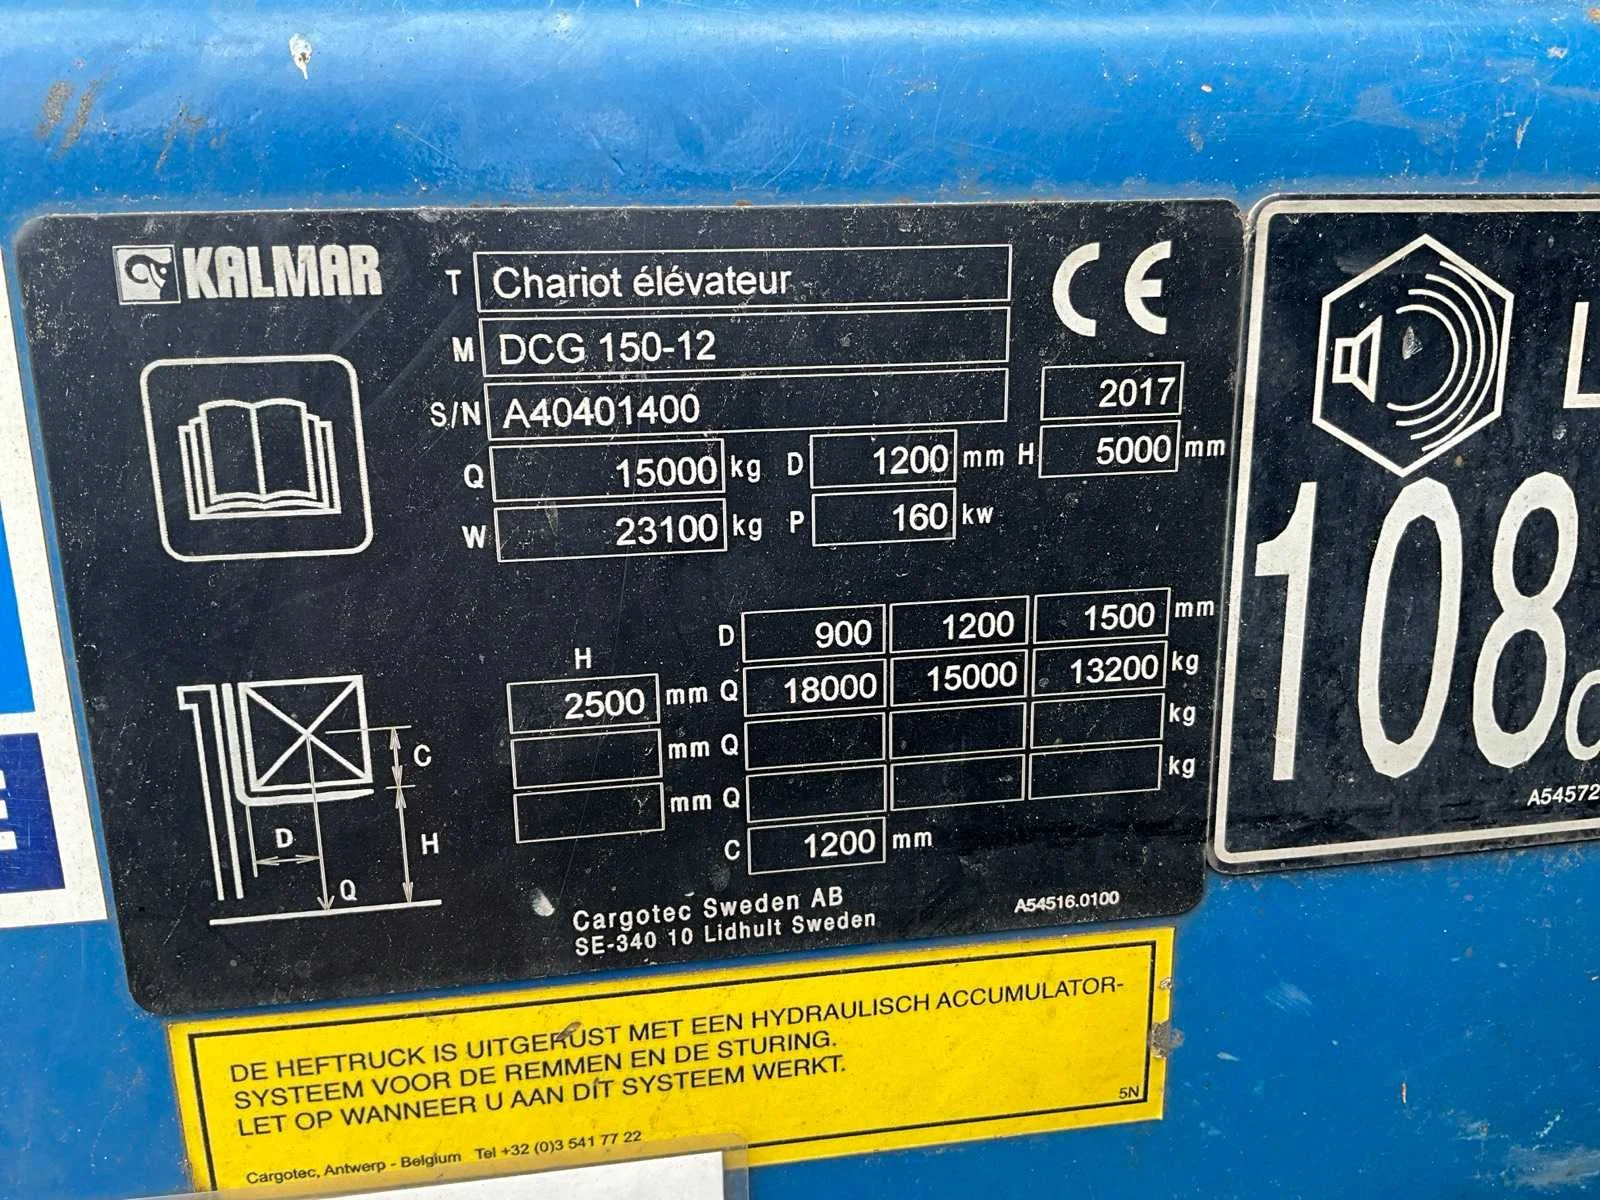 KALMAR
T Chariot élévateur
M DCG 150-12
S/N A40401400
2017
Q 15000 kg D 1200 mm H 5000 mm
W 23100 kg P 160 kw
D 900 1200 1500 mm
H
2500 mm Q 18000 15000 13200 kg
mm Q kg
mm Q kg
C 1200 mm
C
D
H
Q
Cargotec Sweden AB
SE-340 10 Lidhult Sweden
A54516.0100
CE
L
108
A54572
DE HEFTRUCK IS UITGERUST MET EEN HYDRAULISCH ACCUMULATOR-
SYSTEEM VOOR DE REMMEN EN DE STURING.
LET OP WANNEER U AAN DIT SYSTEEM WERKT.
5N
Cargotec, Antwerp - Belgium Tel +32 (0)3 541 77 22
E